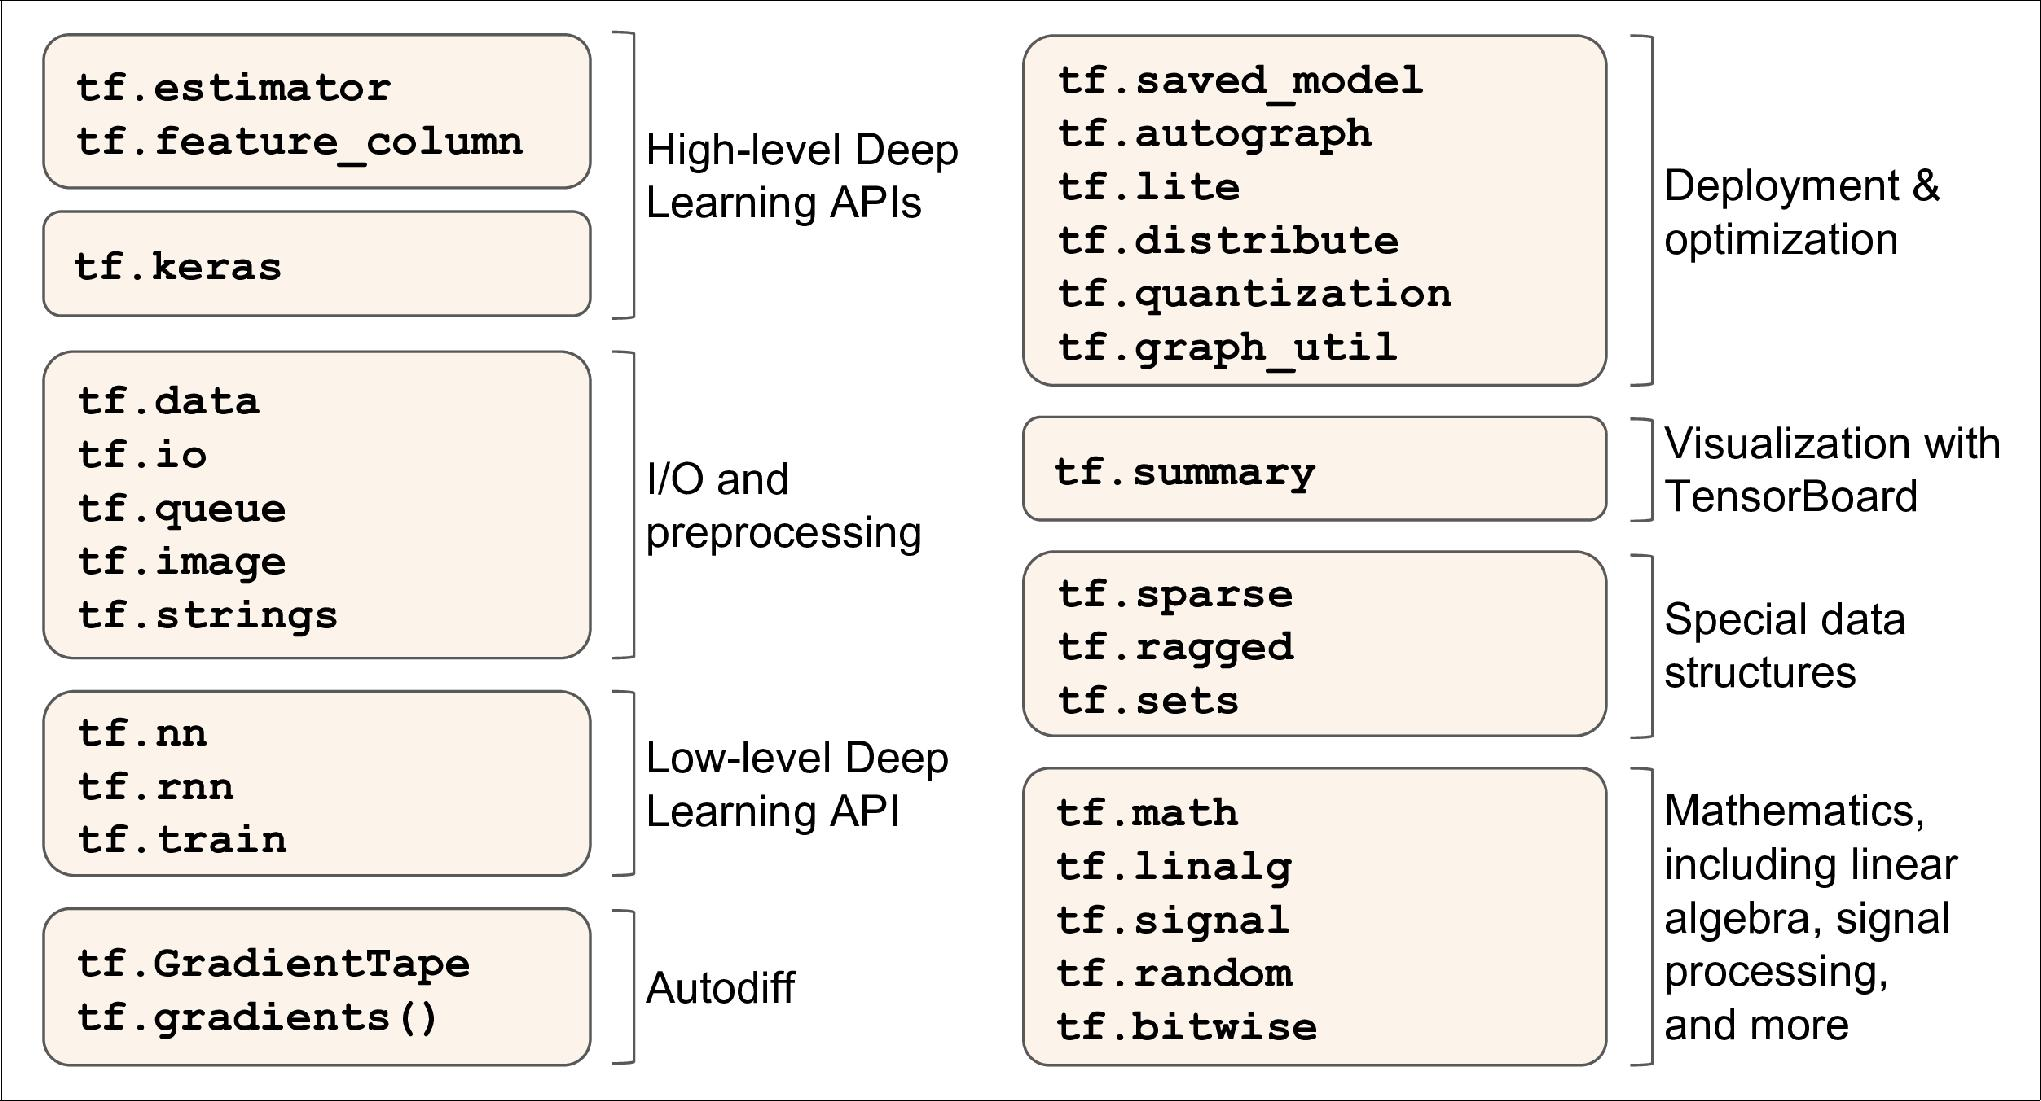 tf.estimator
tf.feature_column
tf.keras
High-level Deep
Learning APIs
tf.data
tf.io
tf.queue
tf.image
tf.strings
I/O and
preprocessing
tf.nn
tf.rnn
tf.train
Low-level Deep
Learning API
tf.GradientTape
tf.gradients()
Autodiff
tf.saved_model
tf.autograph
tf.lite
tf.distribute
tf.quantization
tf.graph_util
Deployment &
optimization
tf.summary
Visualization with
TensorBoard
tf.sparse
tf.ragged
tf.sets
Special data
structures
tf.math
tf.linalg
tf.signal
tf.random
tf.bitwise
Mathematics,
including linear
algebra, signal
processing,
and more